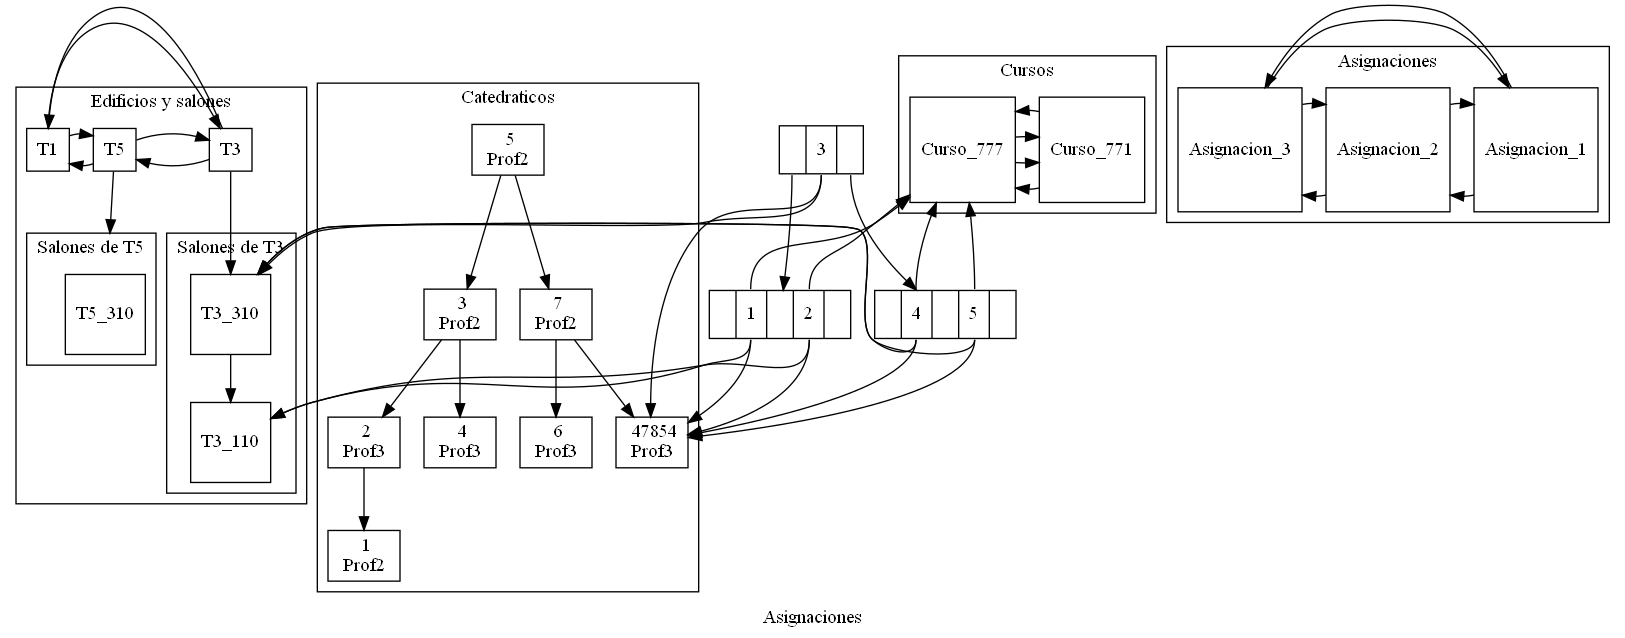 Edificios y salones
T1
T5
T3
Salones de T5
T5_310
Salones de T3
T3_310
T3_110
Catedraticos
5
Prof2
3
Prof2
7
Prof2
2
Prof3
4
Prof3
6
Prof3
47854
Prof3
1
Prof2
3
1
2
4
5
Cursos
Curso_777
Curso_771
Asignaciones
Asignacion_3
Asignacion_2
Asignacion_1
Asignaciones